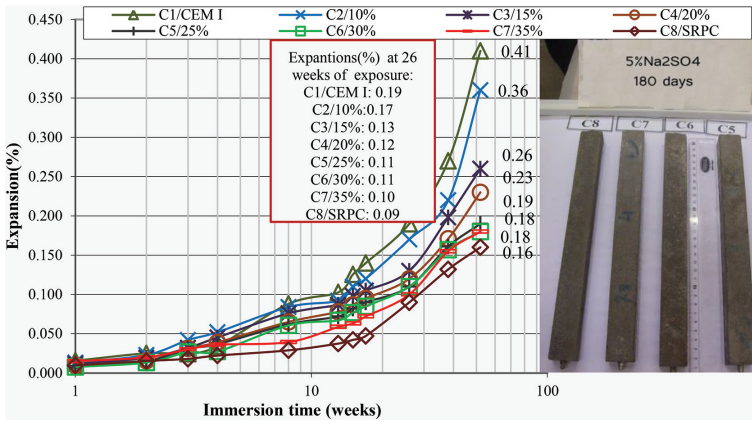 C1/CEM I C2/10% C3/15% C4/20%
C5/25% C6/30% C7/35% C8/SRPC
0.450
0.400
0.350
0.300
0.250
0.200
0.150
0.100
0.050
0.000
Expansion(%)
Expantions(%) at 26
weeks of exposure:
C1/CEM I: 0.19
C2/10%:0.17
C3/15%: 0.13
C4/20%: 0.12
C5/25%: 0.11
C6/30%: 0.11
C7/35%: 0.10
C8/SRPC: 0.09
0.41
0.36
0.26
0.23
0.19
0.18
0.18
0.16
1 10 100
Immersion time (weeks)
5%Na2SO4
180 days
C8 C7 C6 C5